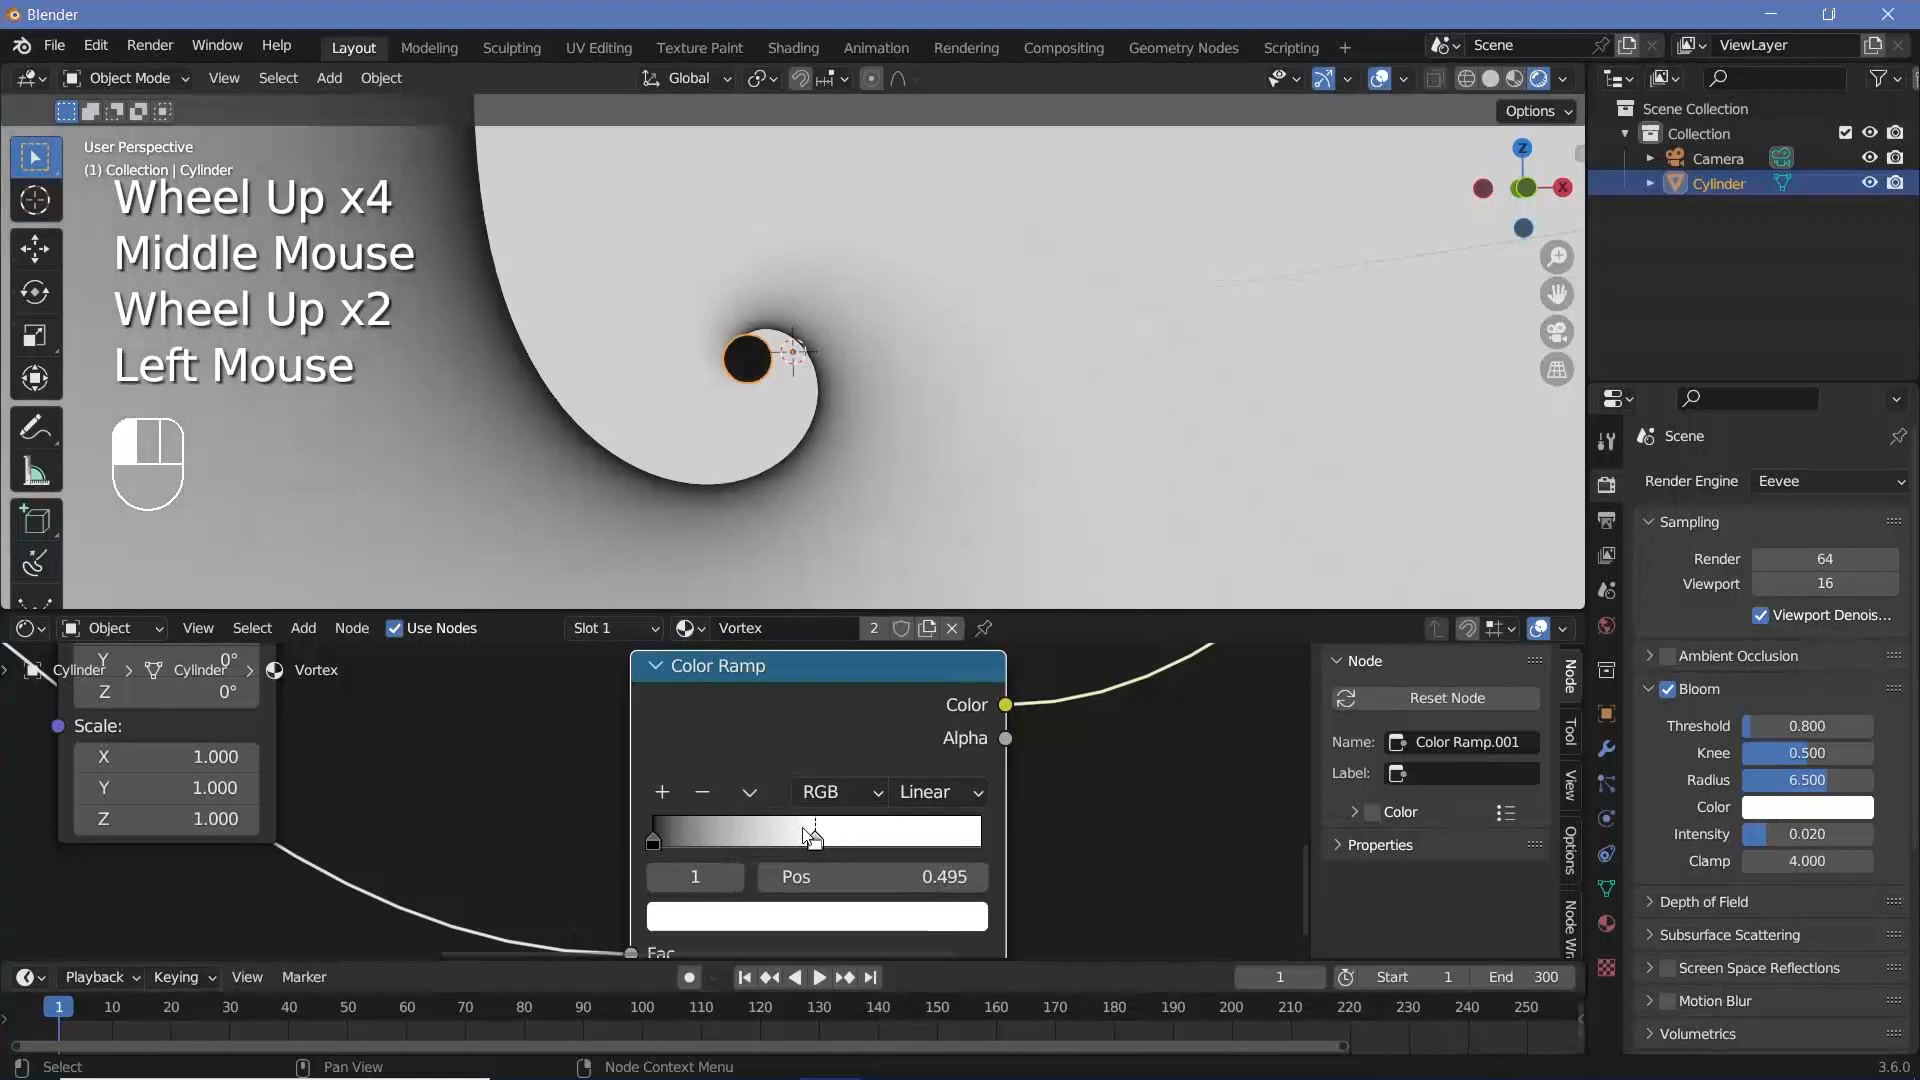 Blender
File Edit Render Window Help Layout Modeling Sculpting UV Editing Texture Paint Shading Animation Rendering Compositing Geometry Nodes Scripting + Scene ViewLayer
Object Mode View Select Add Object Global
Options
User Perspective
(1) Collection | Cylinder
Wheel Up x4
Middle Mouse
Wheel Up x2
Left Mouse
Z
X
Scene Collection
Collection
Camera
Cylinder
Scene
Render Engine Eevee
Sampling
Render 64
Viewport 16
Viewport Denois...
Ambient Occlusion
Bloom
Threshold 0.800
Knee 0.500
Radius 6.500
Color
Intensity 0.020
Clamp 4.000
Depth of Field
Subsurface Scattering
Screen Space Reflections
Motion Blur
Volumetrics
Object View Select Add Node Use Nodes Slot 1 Vortex 2
Y 0°
Cylinder > Cylinder > Vortex
Z 0°
Scale:
X 1.000
Y 1.000
Z 1.000
Color Ramp
Color
Alpha
RGB Linear
1 Pos 0.495
Fac
Node
Reset Node
Name: Color Ramp.001
Label:
Color
Properties
Node
Tool
View
Options
Node Wr
Playback Keying View Marker 1 Start 1 End 300
1 10 20 30 40 50 60 70 80 90 100 110 120 130 140 150 160 170 180 190 200 210 220 230 240 250
Select Pan View Node Context Menu 3.6.0